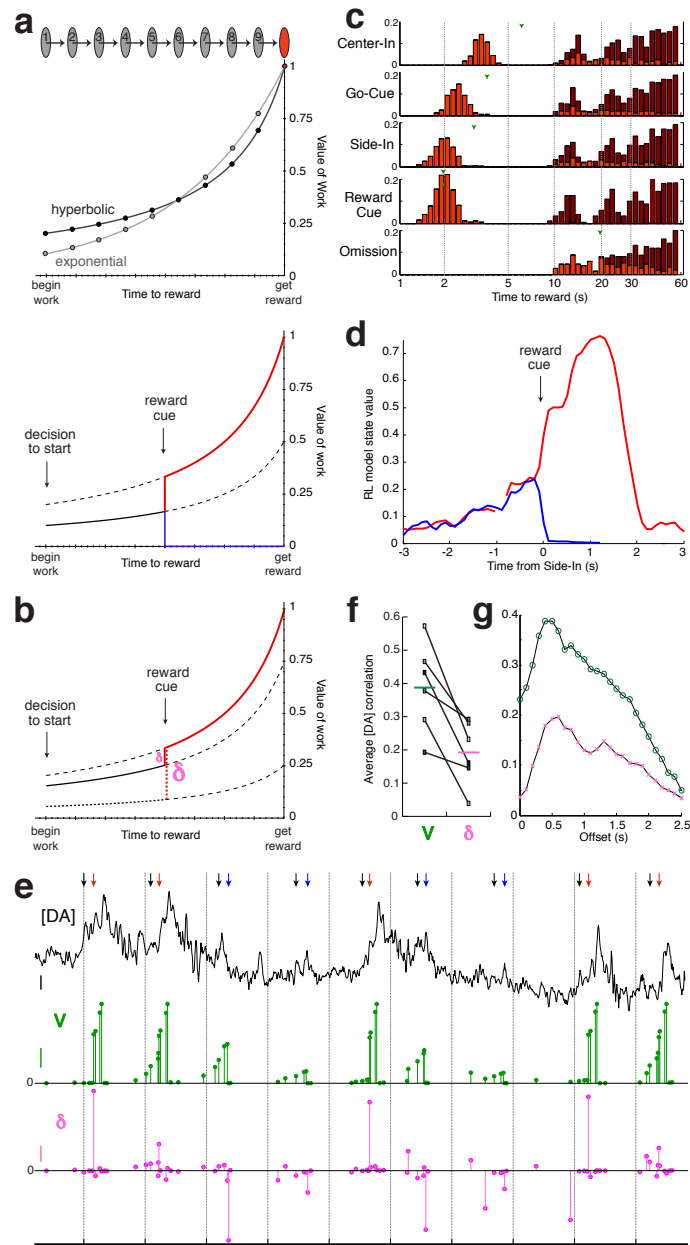 a
1 2 3 4 5 6 7 8 9
1
0.75
0.5
0.25
0
Value of Work
hyperbolic
exponential
begin work
Time to reward
get reward
1
0.75
0.5
0.25
0
Value of work
decision to start
reward cue
begin work
Time to reward
get reward
b
1
0.75
0.5
0.25
0
Value of work
decision to start
reward cue
δ
δ
begin work
Time to reward
get reward
c
0.2
Center-In
0
0.2
Go-Cue
0
0.2
Side-In
0
0.2
Reward Cue
0
0.2
Omission
0
1 2 5 10 20 30 60
Time to reward (s)
d
0.7
0.6
0.5
0.4
0.3
0.2
0.1
0
RL model state value
reward cue
-3 -2 -1 0 1 2 3
Time from Side-In (s)
f
0.6
0.5
0.4
0.3
0.2
0.1
0
Average [DA] correlation
V δ
g
0.4
0.3
0.2
0.1
0
0 0.5 1 1.5 2 2.5
Offset (s)
e
[DA]
V
0
δ
0